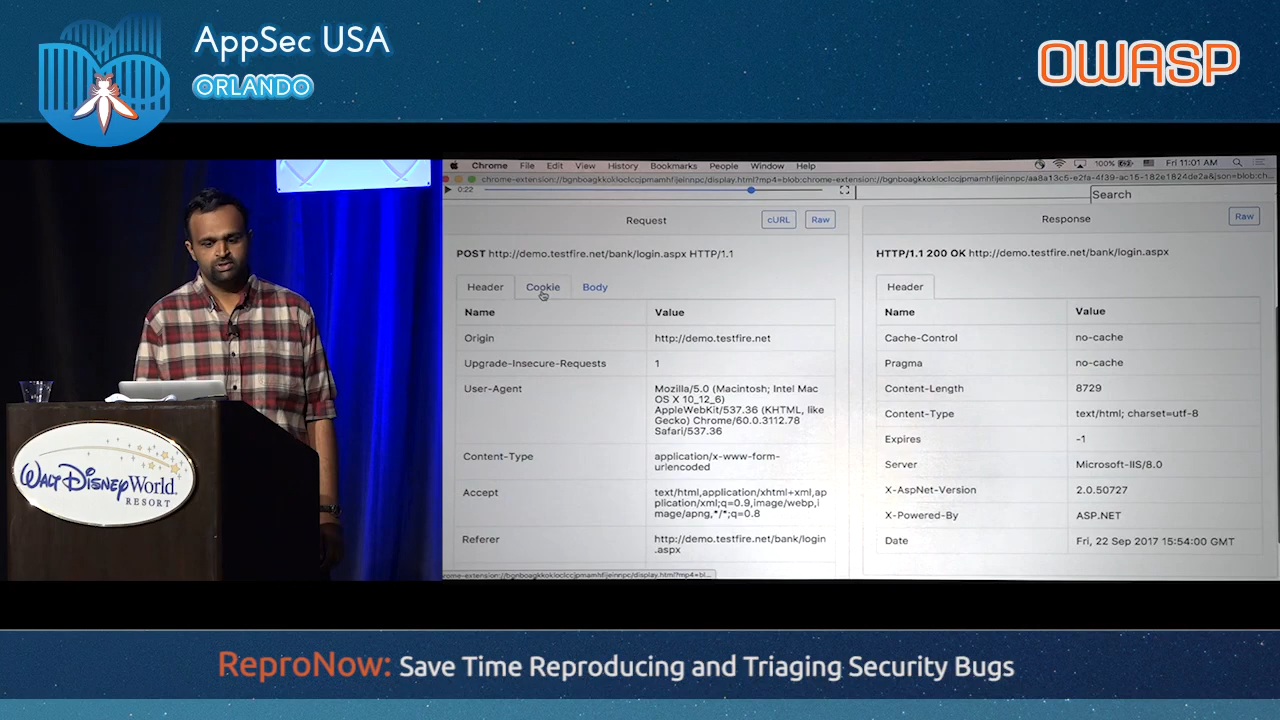 AppSec USA
ORLANDO
OWASP
Chrome File Edit View History Bookmarks People Window Help
100% Fri 11:01 AM
0:22
Search
Request
cURL
Raw
Response
Raw
POST http://demo.testfire.net/bank/login.aspx HTTP/1.1
HTTP/1.1 200 OK http://demo.testfire.net/bank/login.aspx
Header Cookie Body
Header
Name Value
Origin http://demo.testfire.net
Upgrade-Insecure-Requests 1
User-Agent Mozilla/5.0 (Macintosh; Intel Mac
OS X 10_12_6)
AppleWebKit/537.36 (KHTML, like
Gecko) Chrome/60.0.3112.78
Safari/537.36
Content-Type application/x-www-form-
urlencoded
Accept text/html,application/xhtml+xml,ap
plication/xml;q=0.9,image/webp,i
mage/apng,*/*;q=0.8
Referer http://demo.testfire.net/bank/login
.aspx
Name Value
Cache-Control no-cache
Pragma no-cache
Content-Length 8729
Content-Type text/html; charset=utf-8
Expires -1
Server Microsoft-IIS/8.0
X-AspNet-Version 2.0.50727
X-Powered-By ASP.NET
Date Fri, 22 Sep 2017 15:54:00 GMT
WALT DISNEY World.
RESORT
ReproNow: Save Time Reproducing and Triaging Security Bugs